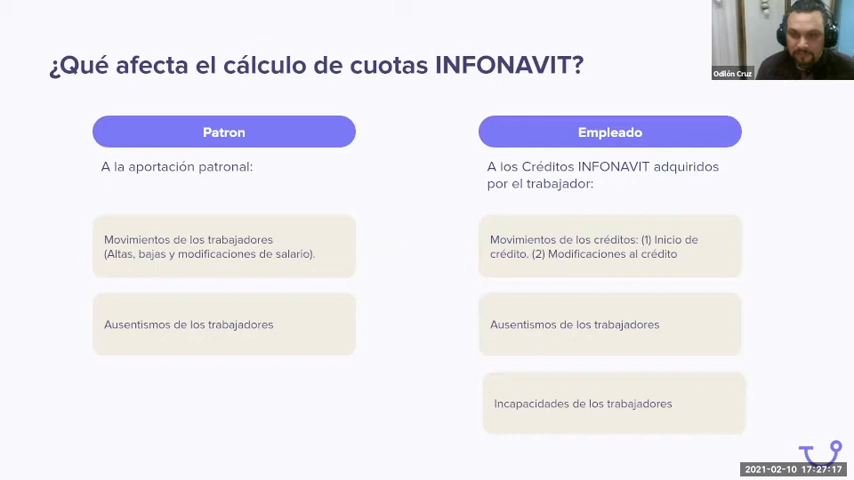 ¿Qué afecta el cálculo de cuotas INFONAVIT?
Odilón Cruz
Patron
A la aportación patronal:
Movimientos de los trabajadores
(Altas, bajas y modificaciones de salario).
Ausentismos de los trabajadores
Empleado
A los Créditos INFONAVIT adquiridos
por el trabajador:
Movimientos de los créditos: (1) Inicio de
crédito. (2) Modificaciones al crédito
Ausentismos de los trabajadores
Incapacidades de los trabajadores
2021-02-10 17:27:17